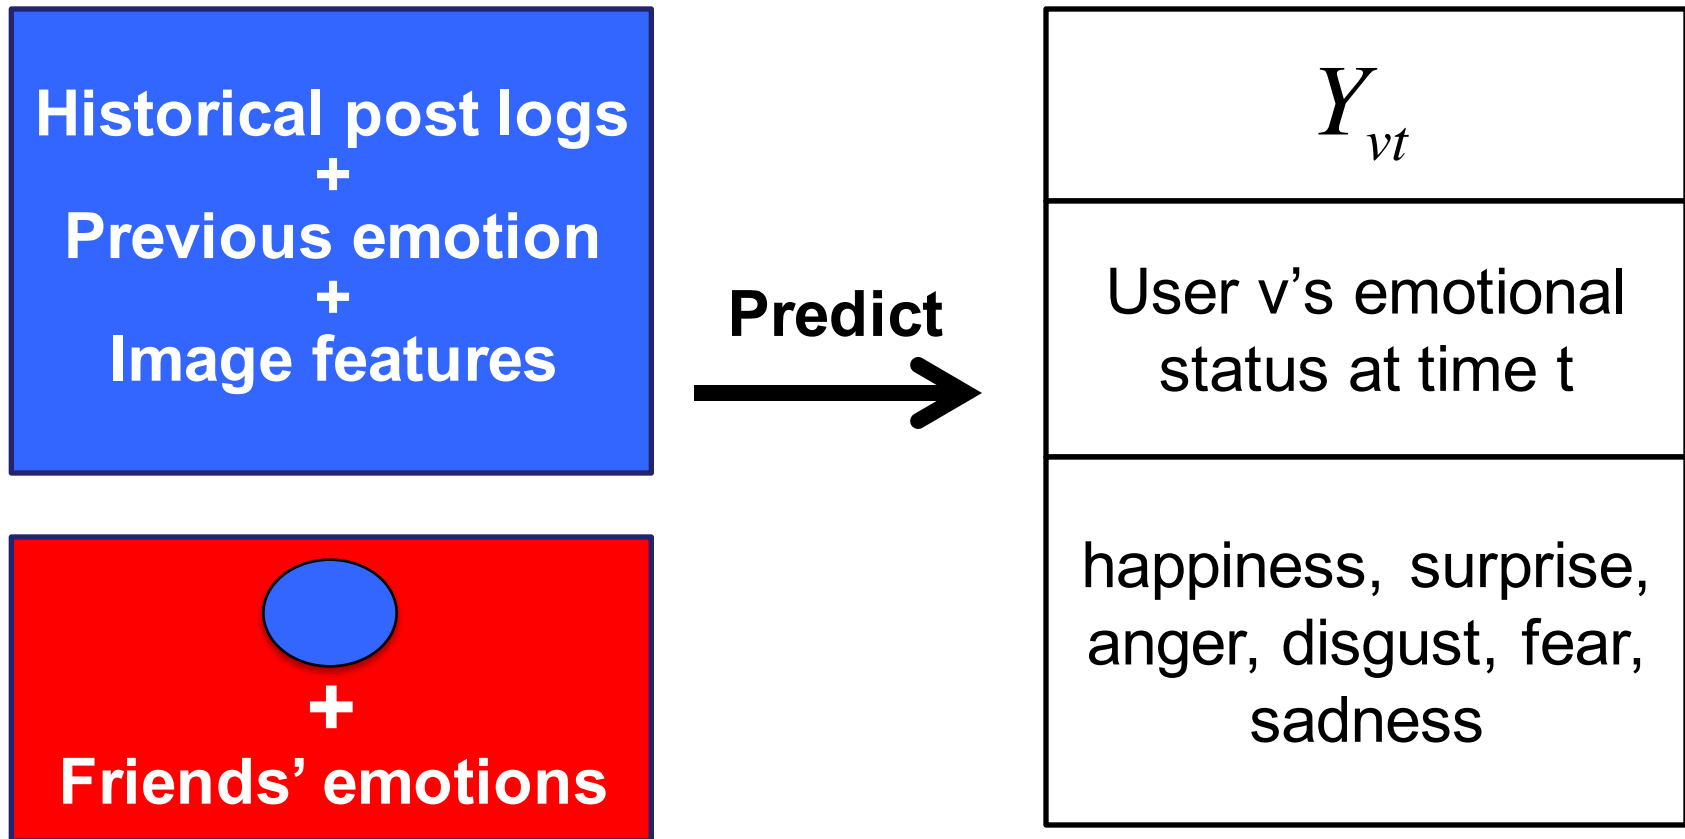 Historical post logs
+
Previous emotion
+
Image features
+
Friends’ emotions
Predict
Y_{vt}
User v’s emotional
status at time t
happiness, surprise,
anger, disgust, fear,
sadness